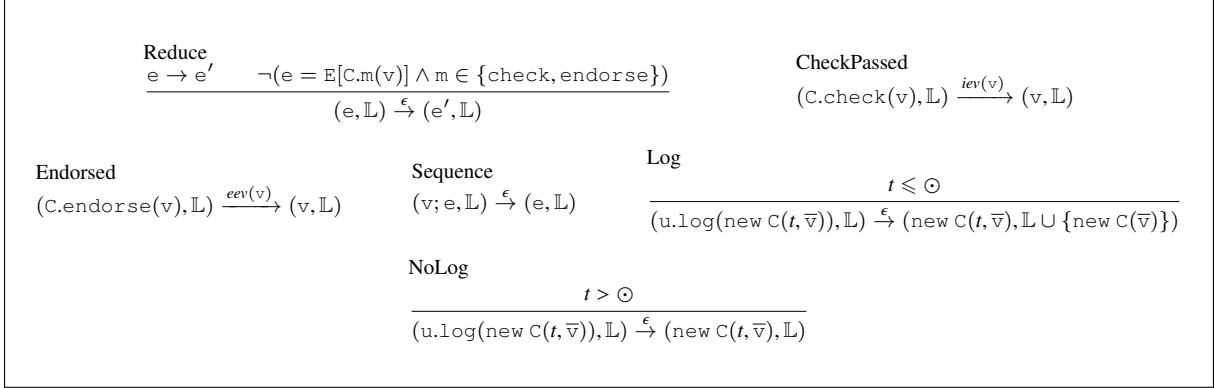 Reduce
e → e′ ¬(e = E[C.m(v)] ∧ m ∈ {check, endorse})
(e, 𝕃) →^ϵ (e′, 𝕃)
CheckPassed
(C.check(v), 𝕃) →^iev(v) (v, 𝕃)
Endorsed
(C.endorse(v), 𝕃) →^eev(v) (v, 𝕃)
Sequence
(v; e, 𝕃) →^ϵ (e, 𝕃)
Log
t ⩽ ⊙
(u.log(new C(t, v̅)), 𝕃) →^ϵ (new C(t, v̅), 𝕃 ∪ {new C(v̅)})
NoLog
t > ⊙
(u.log(new C(t, v̅)), 𝕃) →^ϵ (new C(t, v̅), 𝕃)